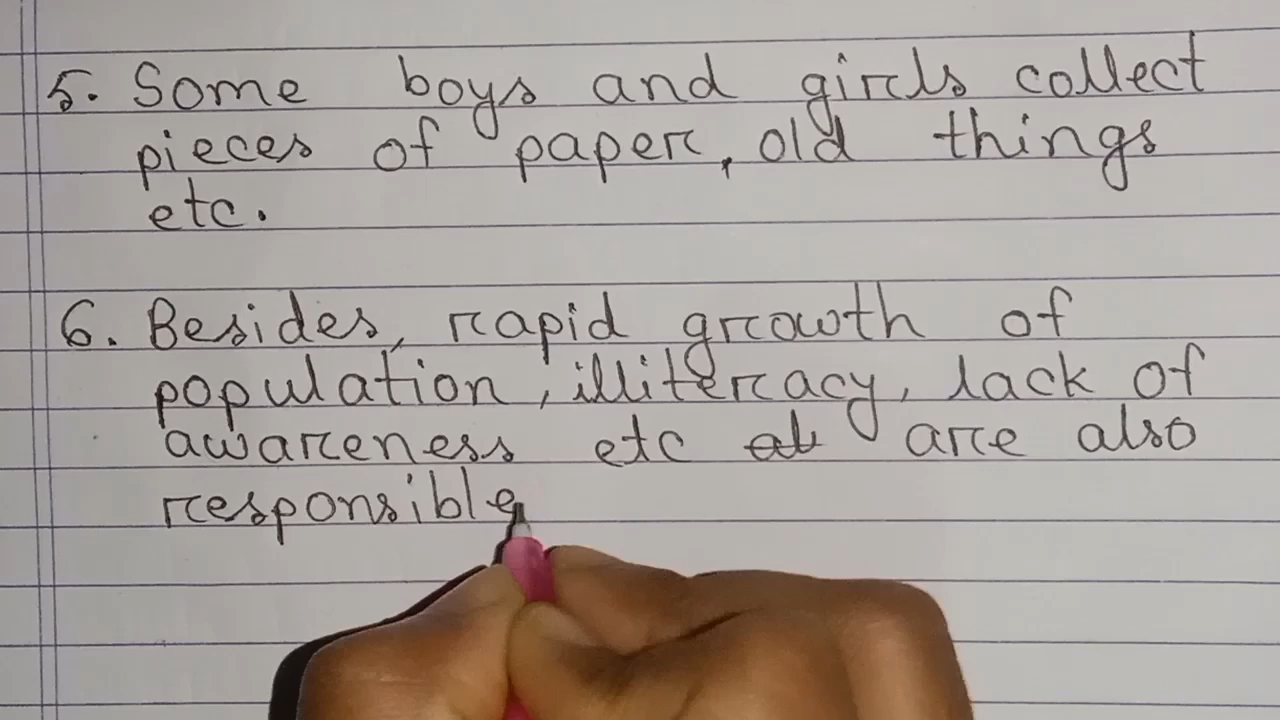 5. Some boys and girls collect
pieces of paper, old things
etc.
6. Besides, rapid growth of
population, illiteracy, lack of
awareness etc are also
responsible